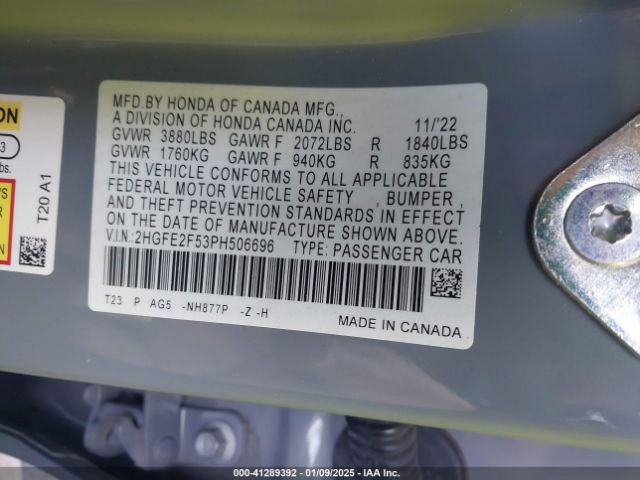 MFD.BY HONDA OF CANADA MFG.,
A DIVISION OF HONDA CANADA INC. 11/'22
GVWR 3880LBS GAWR F 2072LBS R 1840LBS
GVWR 1760KG GAWR F 940KG R 835KG
THIS VEHICLE CONFORMS TO ALL APPLICABLE
FEDERAL MOTOR VEHICLE SAFETY , BUMPER ,
AND THEFT PREVENTION STANDARDS IN EFFECT
ON THE DATE OF MANUFACTURE SHOWN ABOVE.
V.I.N: 2HGFE2F53PH506696 TYPE: PASSENGER CAR
T23 P AG5 -NH877P -Z -H
MADE IN CANADA
ON
3
bs.
T20 A1
000-41289392 - 01/09/2025 - IAA Inc.